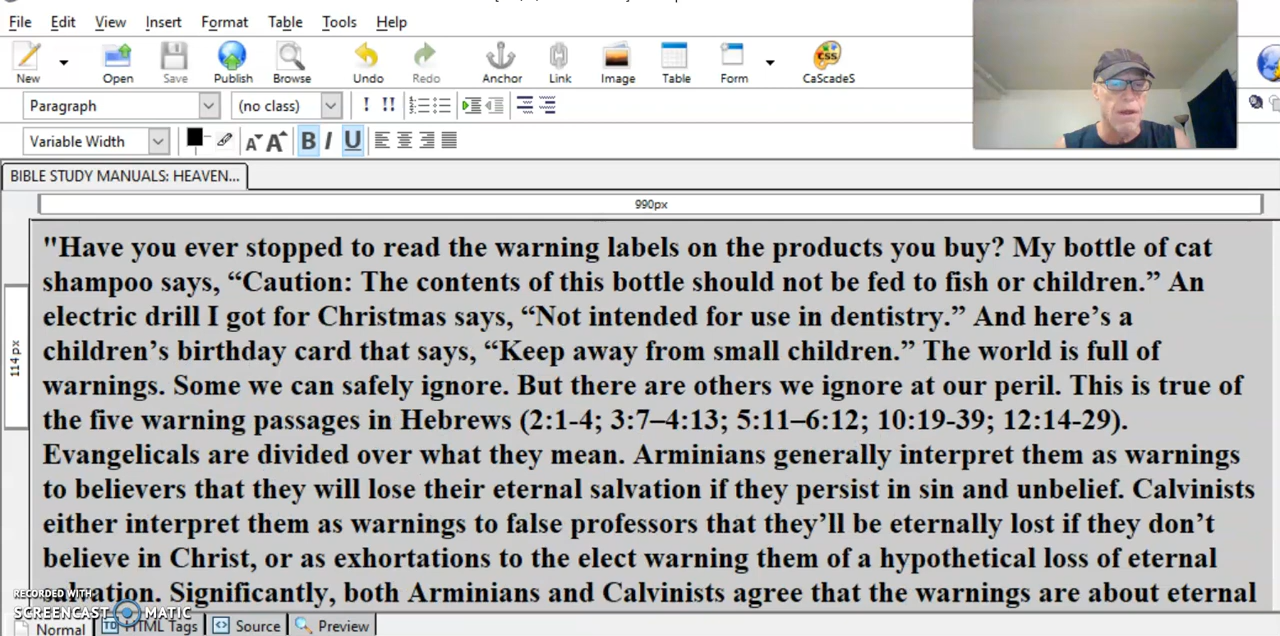 File Edit View Insert Format Table Tools Help
New Open Save Publish Browse Undo Redo Anchor Link Image Table Form CaScadeS
Paragraph (no class) ! !!
Variable Width A A B I U
BIBLE STUDY MANUALS: HEAVEN...
990px
114px
"Have you ever stopped to read the warning labels on the products you buy? My bottle of cat
shampoo says, “Caution: The contents of this bottle should not be fed to fish or children.” An
electric drill I got for Christmas says, “Not intended for use in dentistry.” And here’s a
children’s birthday card that says, “Keep away from small children.” The world is full of
warnings. Some we can safely ignore. But there are others we ignore at our peril. This is true of
the five warning passages in Hebrews (2:1-4; 3:7–4:13; 5:11–6:12; 10:19-39; 12:14-29).
Evangelicals are divided over what they mean. Arminians generally interpret them as warnings
to believers that they will lose their eternal salvation if they persist in sin and unbelief. Calvinists
either interpret them as warnings to false professors that they’ll be eternally lost if they don’t
believe in Christ, or as exhortations to the elect warning them of a hypothetical loss of eternal
salvation. Significantly, both Arminians and Calvinists agree that the warnings are about eternal
RECORDED WITH
SCREENCAST MATIC
Normal TD HTML Tags Source Preview